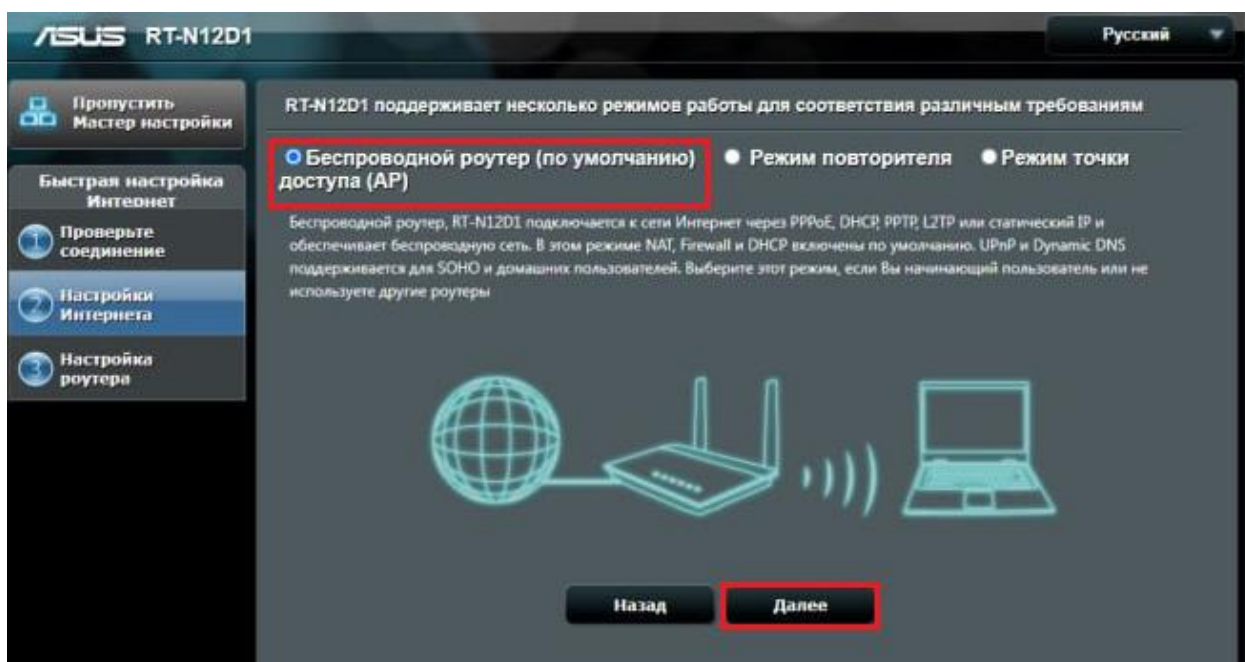 ASUS RT-N12D1
Русский
Пропустить
Мастер настройки
Быстрая настройка
Интернет
1 Проверьте
соединение
2 Настройки
Интернета
3 Настройка
роутера
RT-N12D1 поддерживает несколько режимов работы для соответствия различным требованиям
Беспроводной роутер (по умолчанию) Режим повторителя Режим точки
доступа (AP)
Беспроводной роутер, RT-N12D1 подключается к сети Интернет через PPPoE, DHCP, PPTP, L2TP или статический IP и
обеспечивает беспроводную сеть. В этом режиме NAT, Firewall и DHCP включены по умолчанию. UPnP и Dynamic DNS
поддерживается для SOHO и домашних пользователей. Выберите этот режим, если Вы начинающий пользователь или не
используете другие роутеры
Назад
Далее